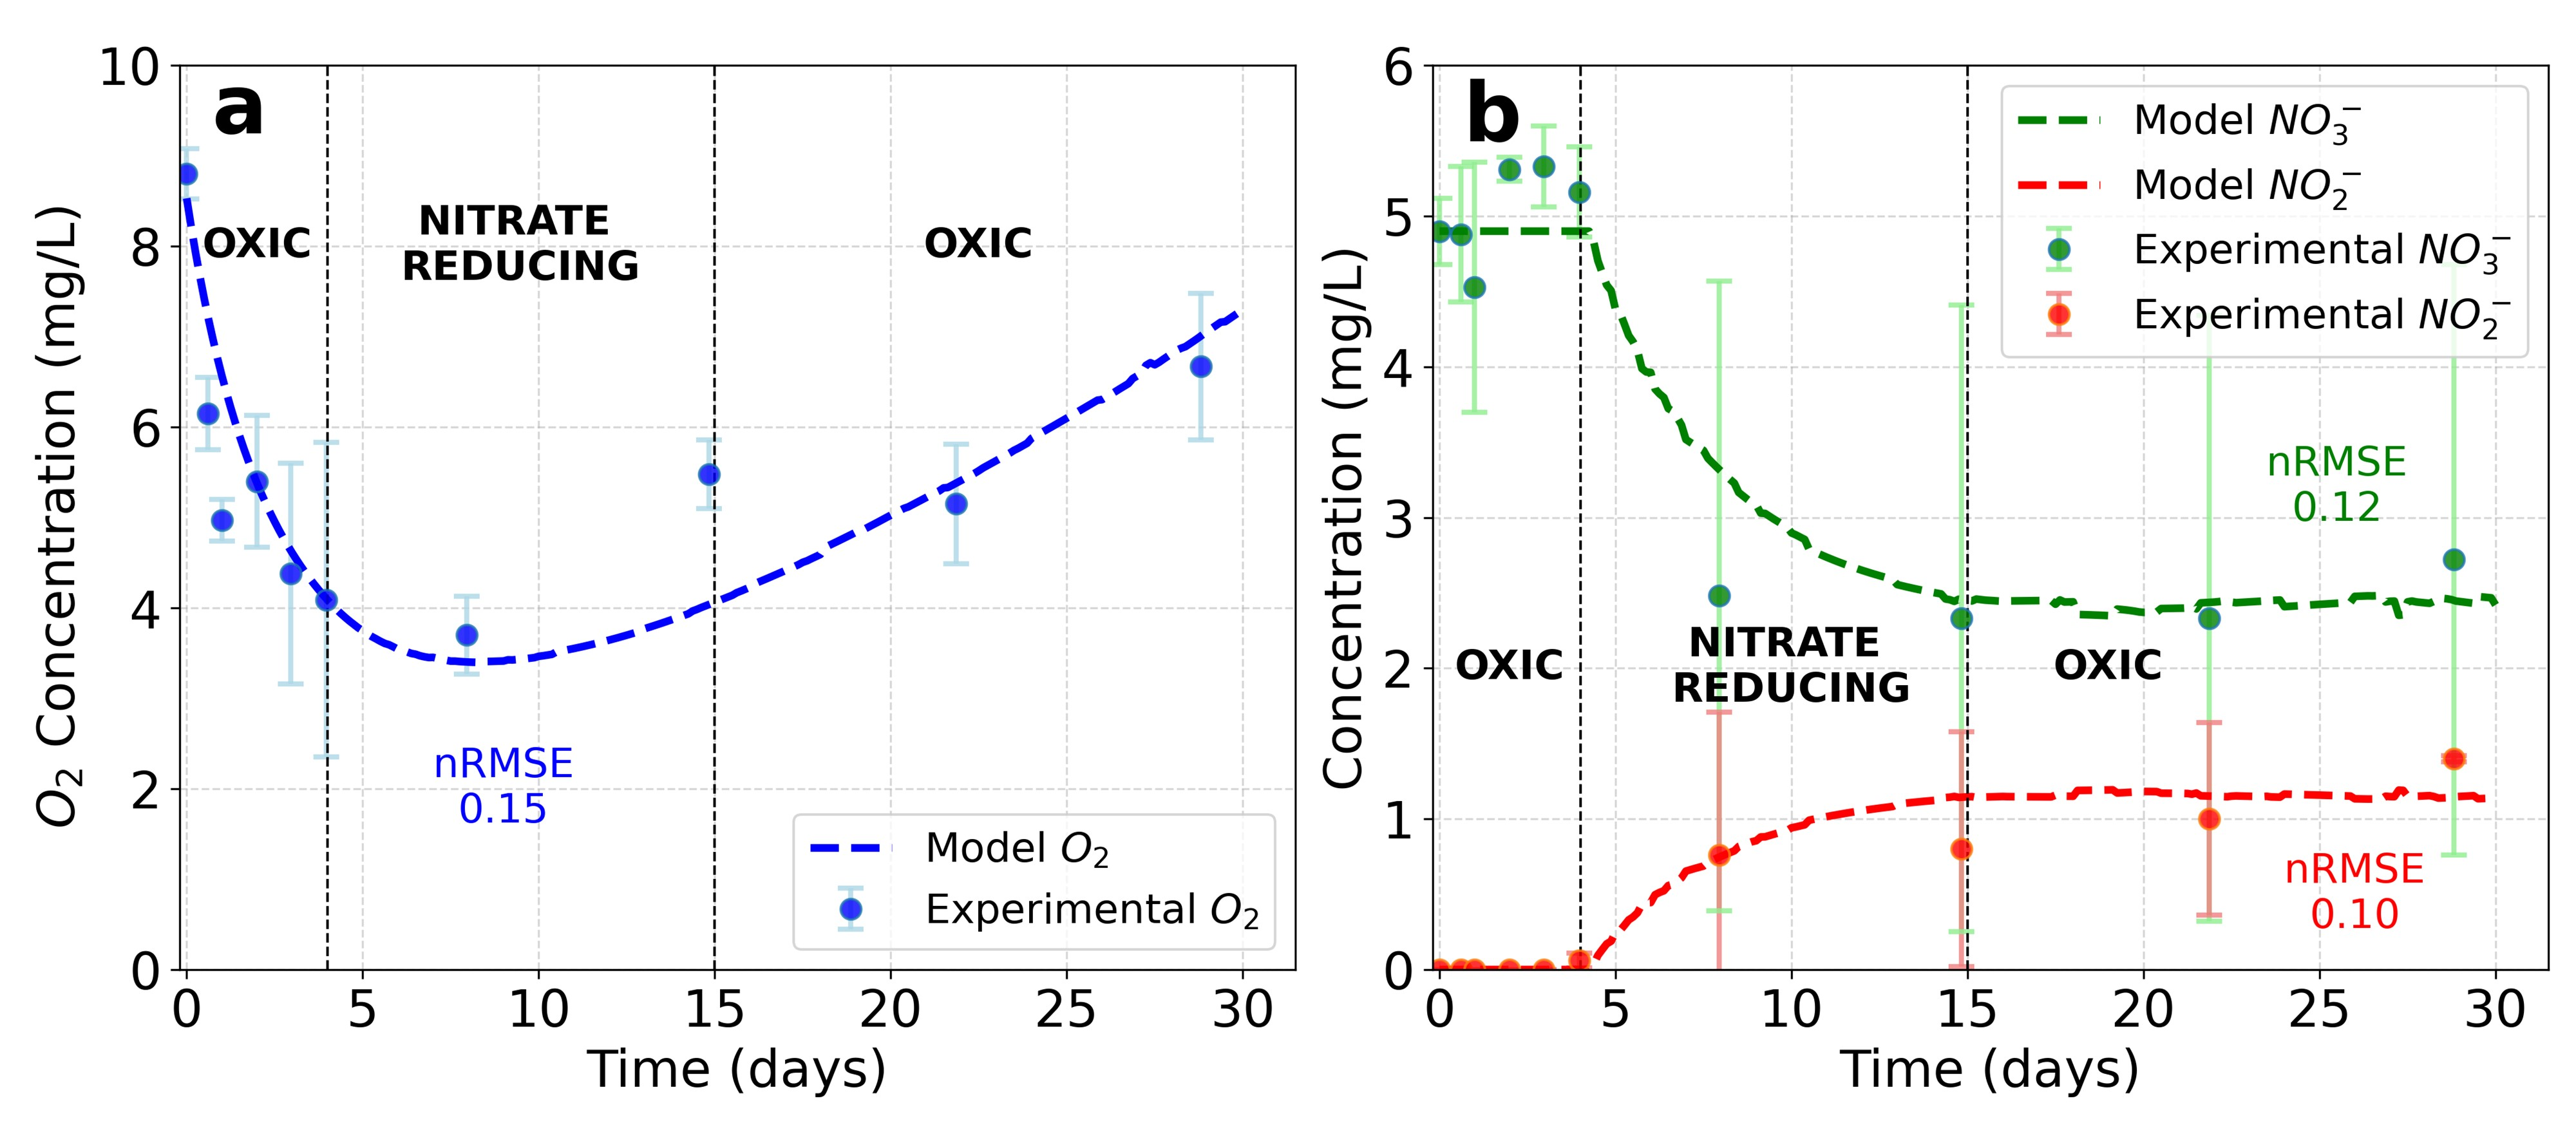 a
10
8
6
4
2
0
O₂ Concentration (mg/L)
OXIC
NITRATE
REDUCING
OXIC
nRMSE
0.15
Model O₂
Experimental O₂
0 5 10 15 20 25 30
Time (days)
b
6
5
4
3
2
1
0
Concentration (mg/L)
Model NO₃⁻
Model NO₂⁻
Experimental NO₃⁻
Experimental NO₂⁻
nRMSE
0.12
OXIC
NITRATE
REDUCING
OXIC
nRMSE
0.10
0 5 10 15 20 25 30
Time (days)